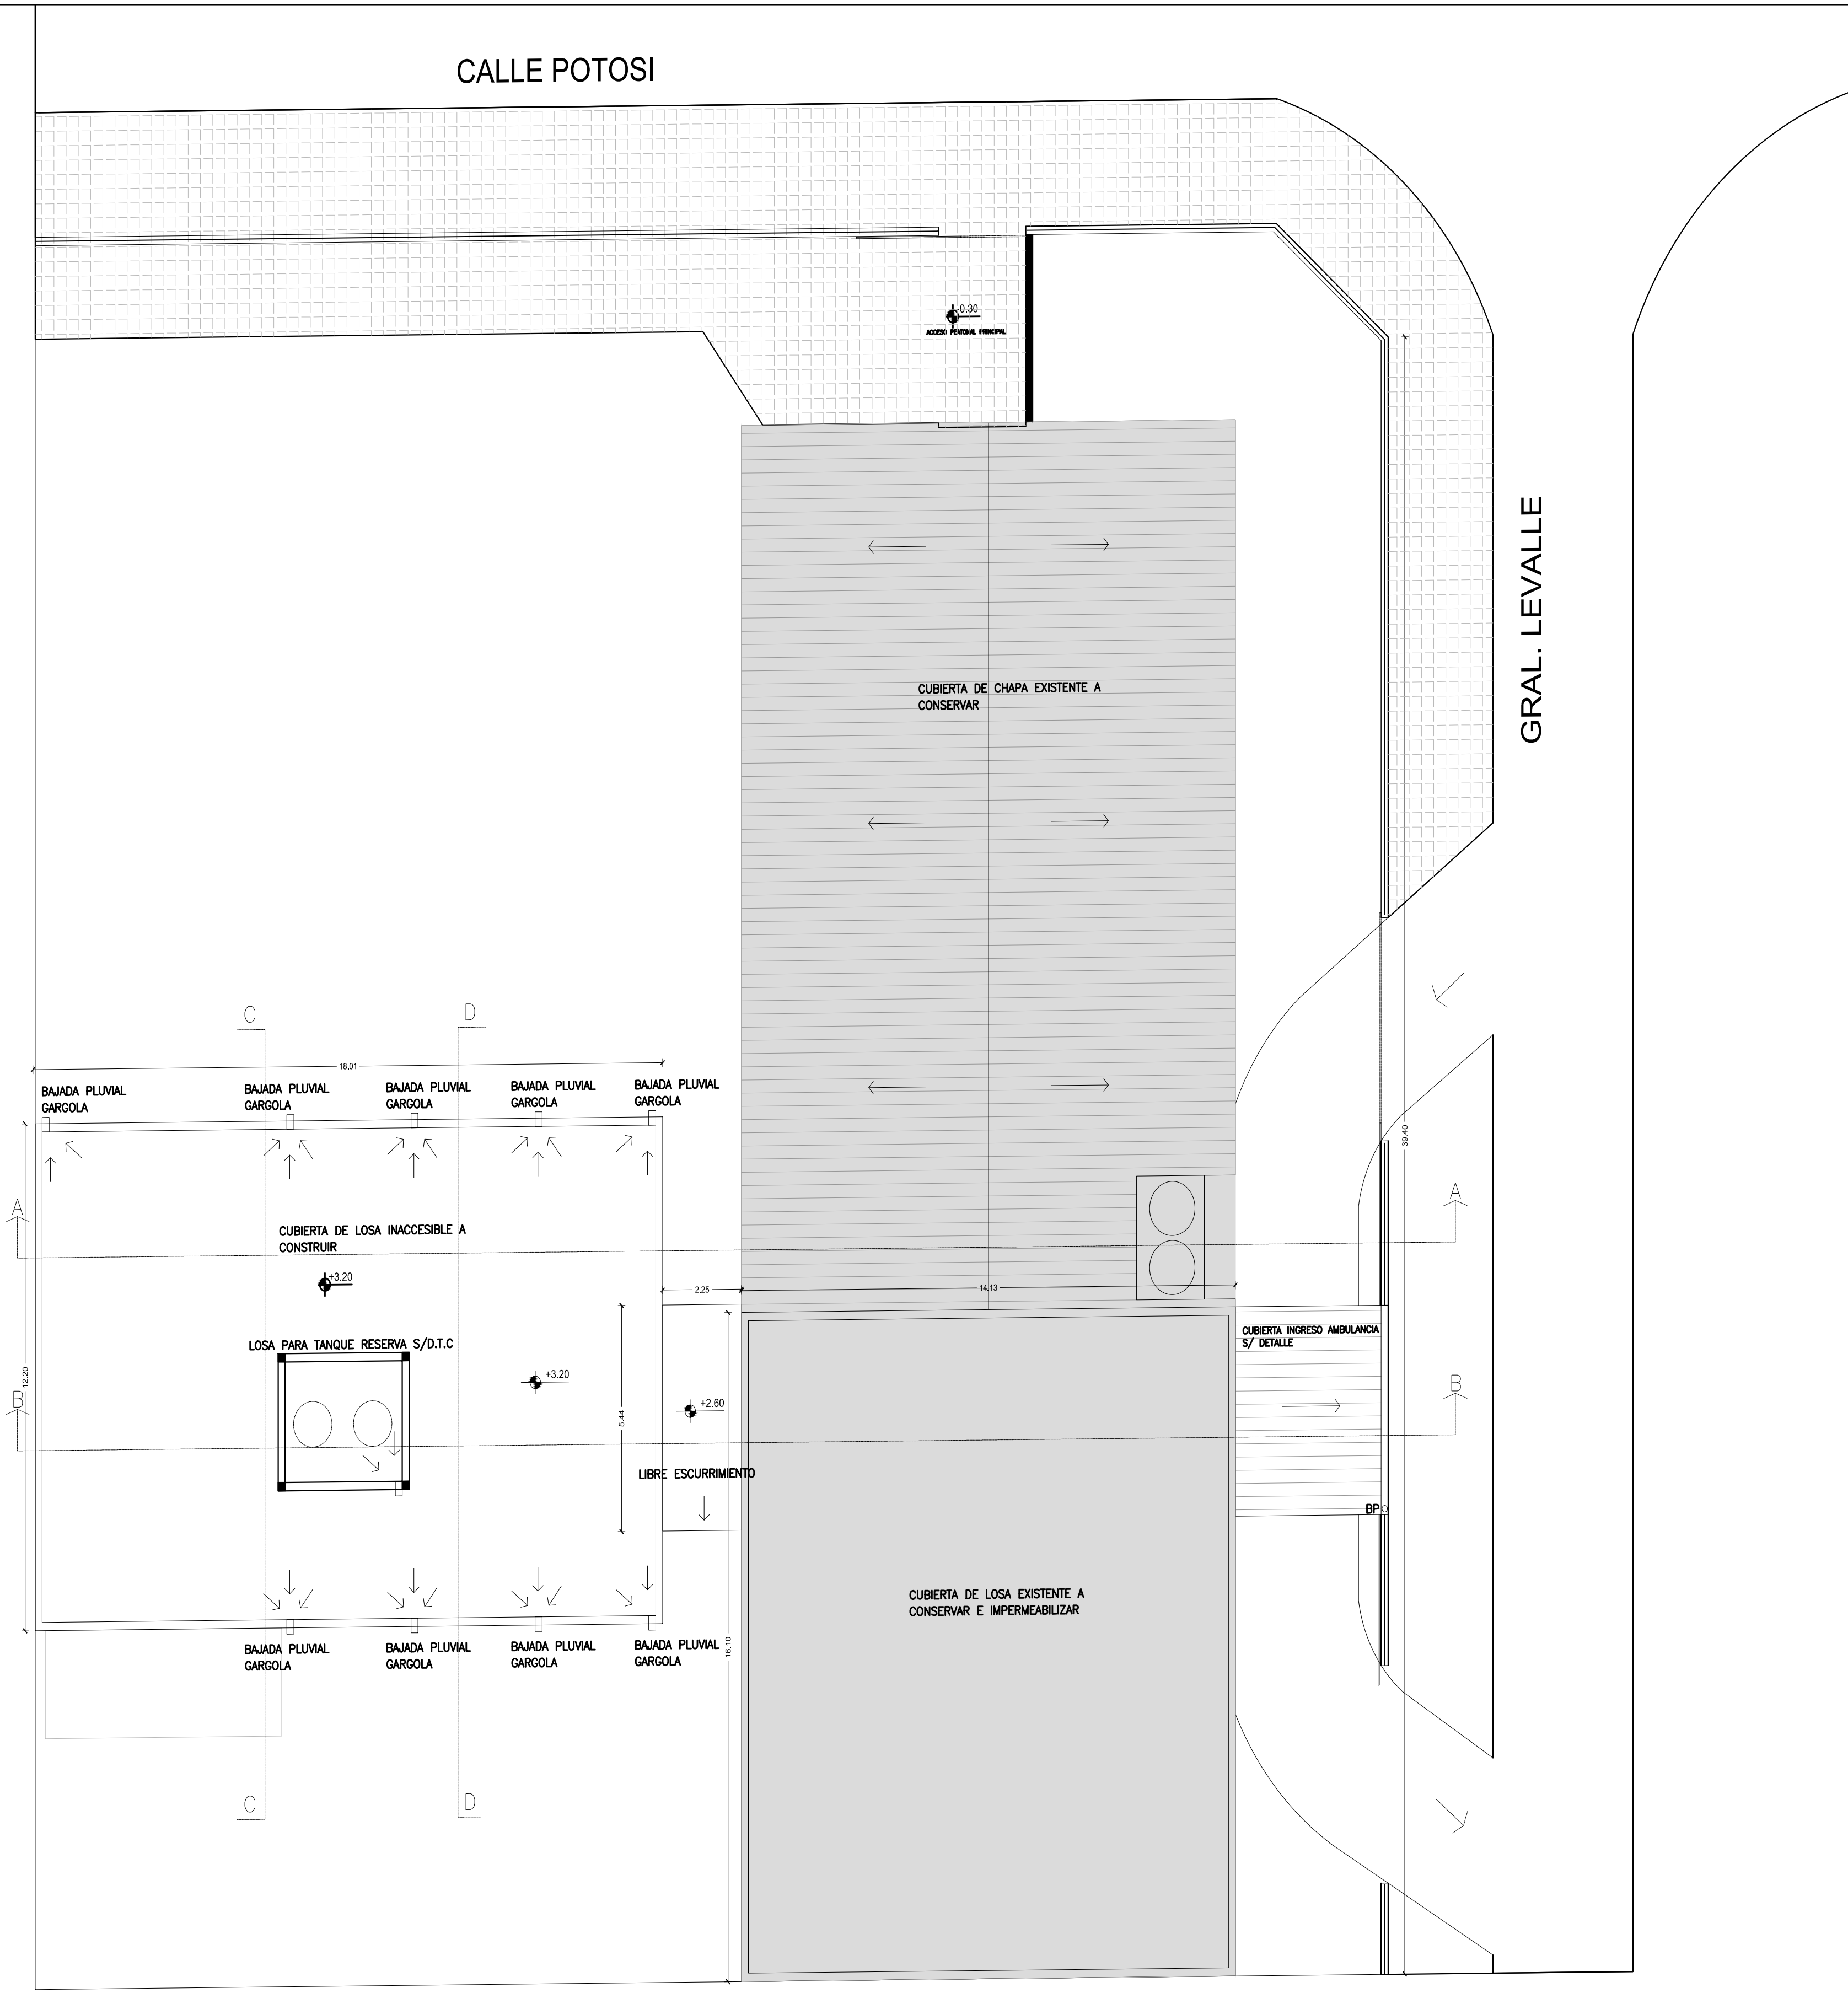 CALLE POTOSI
-0.30
ACCESO PEATONAL PRINCIPAL
GRAL. LEVALLE
CUBIERTA DE CHAPA EXISTENTE A
CONSERVAR
C
D
18.01
BAJADA PLUVIAL
GARGOLA
BAJADA PLUVIAL
GARGOLA
BAJADA PLUVIAL
GARGOLA
BAJADA PLUVIAL
GARGOLA
BAJADA PLUVIAL
GARGOLA
39.40
A
A
CUBIERTA DE LOSA INACCESIBLE A
CONSTRUIR
+3.20
2.25
14.13
CUBIERTA INGRESO AMBULANCIA
S/ DETALLE
LOSA PARA TANQUE RESERVA S/D.T.C
12.20
+3.20
+2.60
5.44
B
B
LIBRE ESCURRIMIENTO
BP
CUBIERTA DE LOSA EXISTENTE A
CONSERVAR E IMPERMEABILIZAR
BAJADA PLUVIAL
GARGOLA
BAJADA PLUVIAL
GARGOLA
BAJADA PLUVIAL
GARGOLA
BAJADA PLUVIAL
GARGOLA
16.10
C
D